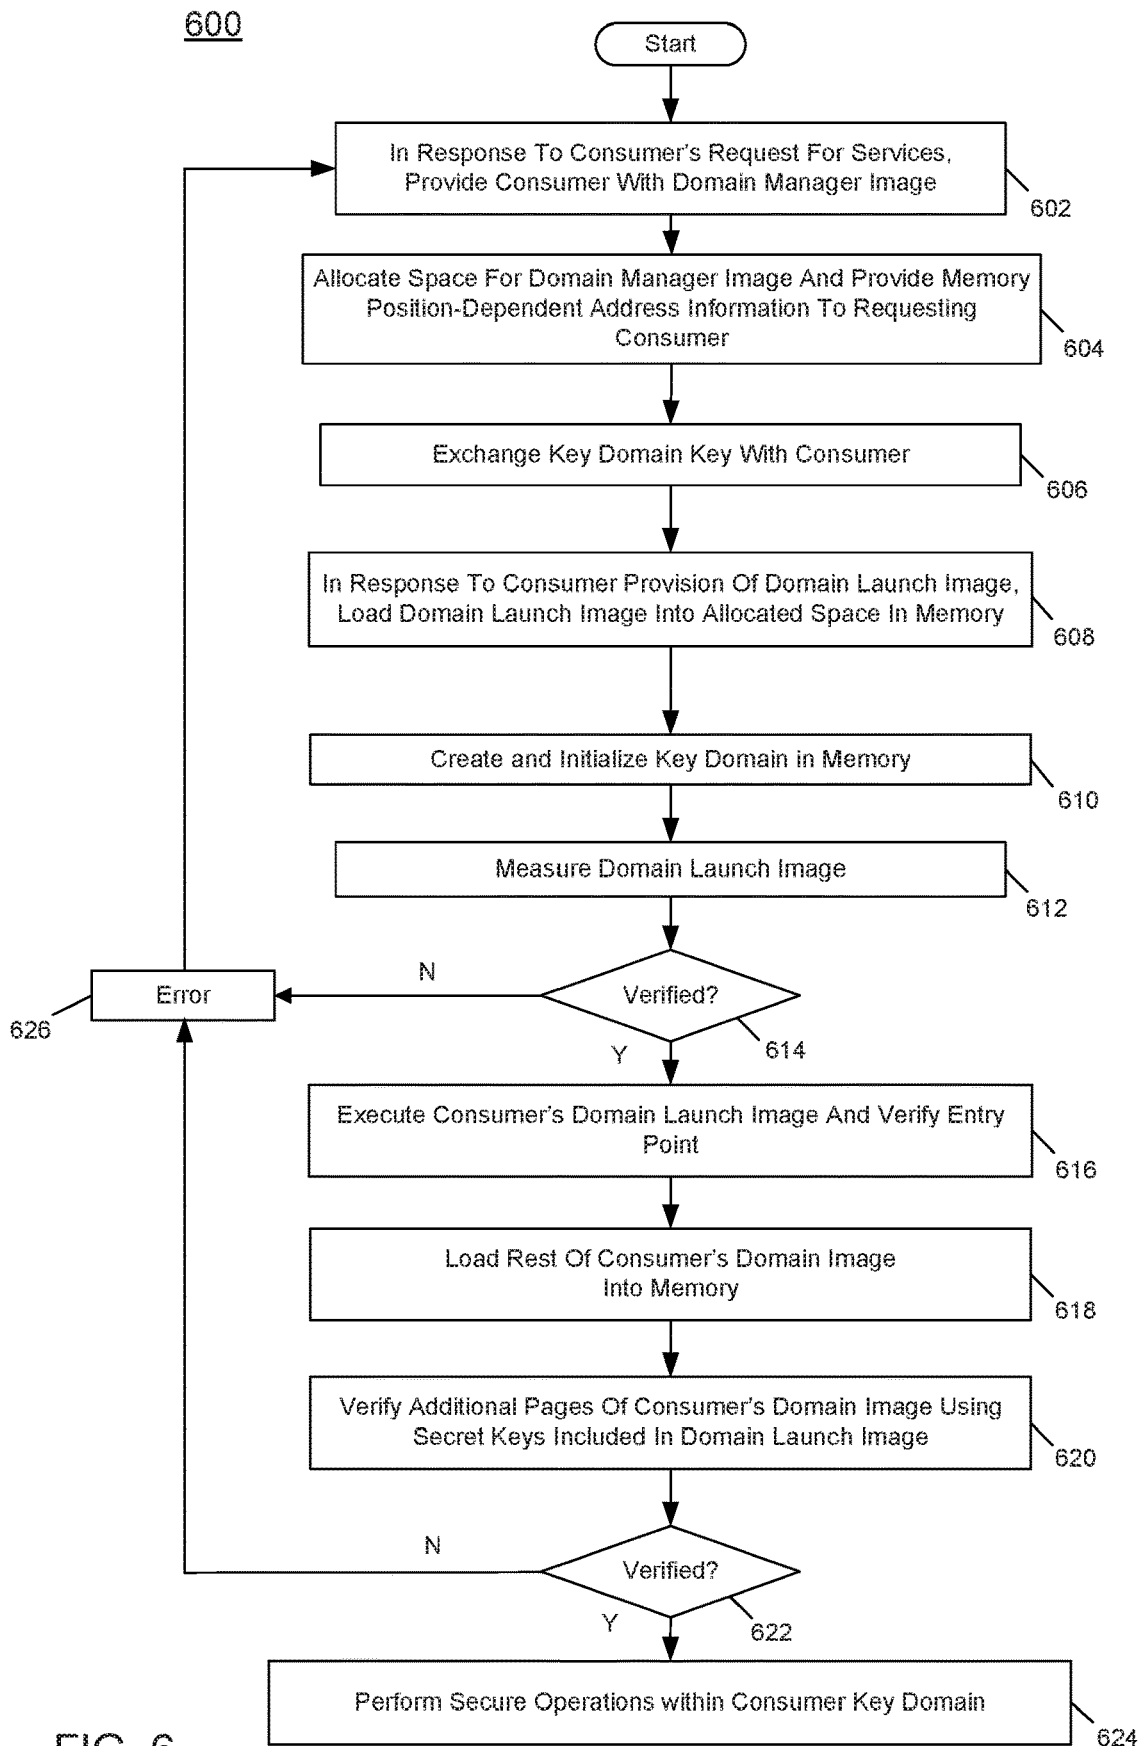 600
Start
In Response To Consumer's Request For Services,
Provide Consumer With Domain Manager Image
602
Allocate Space For Domain Manager Image And Provide Memory
Position-Dependent Address Information To Requesting
Consumer
604
Exchange Key Domain Key With Consumer
606
In Response To Consumer Provision Of Domain Launch Image,
Load Domain Launch Image Into Allocated Space In Memory
608
Create and Initialize Key Domain in Memory
610
Measure Domain Launch Image
612
N
Error
Verified?
626
614
Y
Execute Consumer's Domain Launch Image And Verify Entry
Point
616
Load Rest Of Consumer's Domain Image
Into Memory
618
Verify Additional Pages Of Consumer's Domain Image Using
Secret Keys Included In Domain Launch Image
620
N
Verified?
622
Y
Perform Secure Operations within Consumer Key Domain
624
FIG. 6